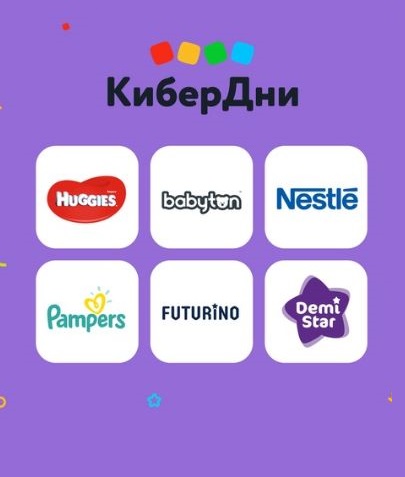 КиберДни
HUGGIES
babyton
Nestlé
Pampers
FUTURiNO
Demi
Star